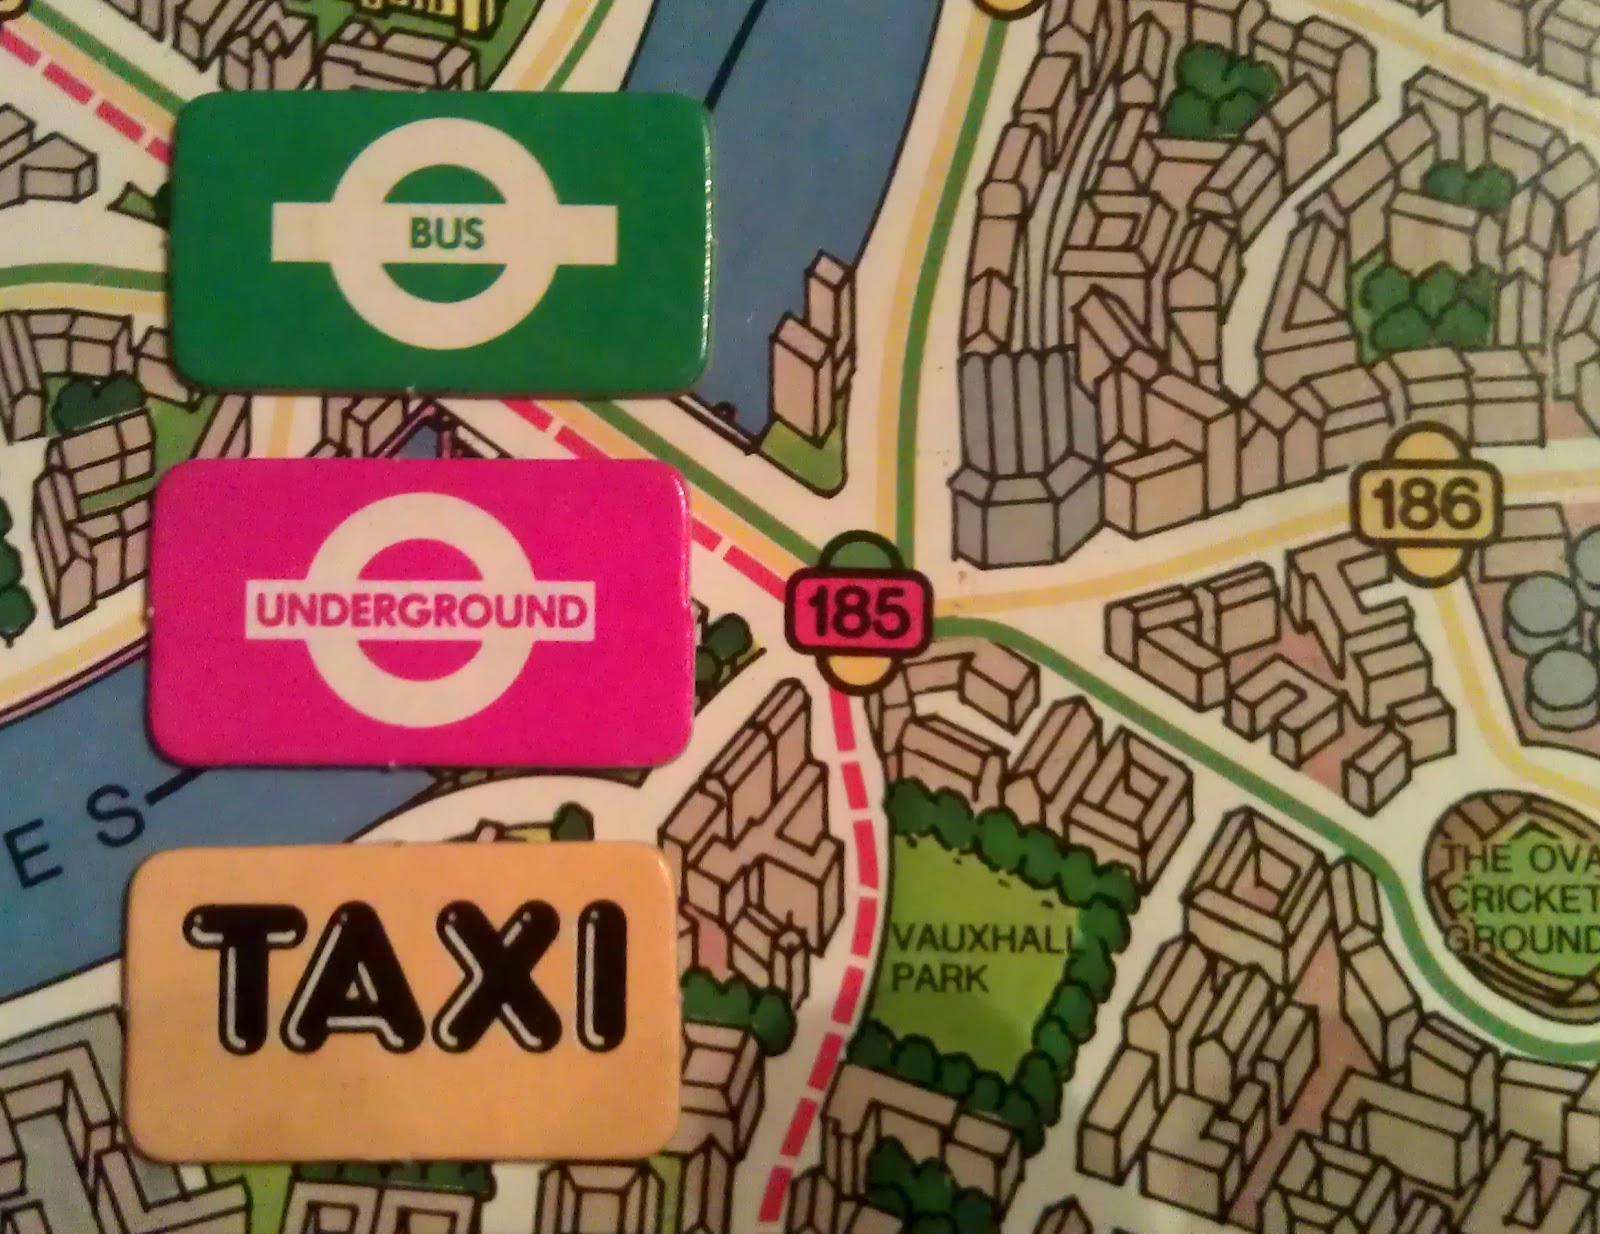 BUS
UNDERGROUND
TAXI
185
186
ES
VAUXHALL
PARK
THE OVA
CRICKET
GROUND